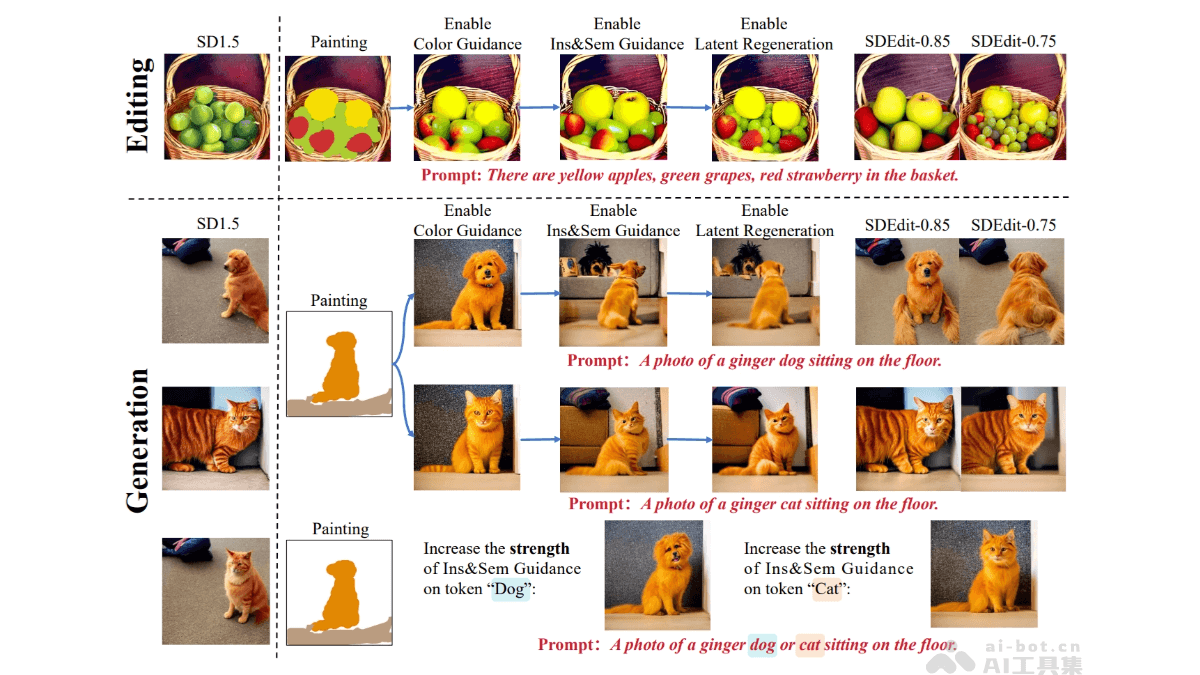 Editing
SD1.5
Painting
Enable
Color Guidance
Enable
Ins&Sem Guidance
Enable
Latent Regeneration
SDEdit-0.85
SDEdit-0.75
Prompt: There are yellow apples, green grapes, red strawberry in the basket.
Generation
SD1.5
Painting
Enable
Color Guidance
Enable
Ins&Sem Guidance
Enable
Latent Regeneration
SDEdit-0.85
SDEdit-0.75
Prompt： A photo of a ginger dog sitting on the floor.
Prompt： A photo of a ginger cat sitting on the floor.
Painting
Increase the strength
of Ins&Sem Guidance
on token “Dog”:
Increase the strength
of Ins&Sem Guidance
on token “Cat”:
Prompt： A photo of a ginger dog or cat sitting on the floor.
ai-bot.cn
AI工具集